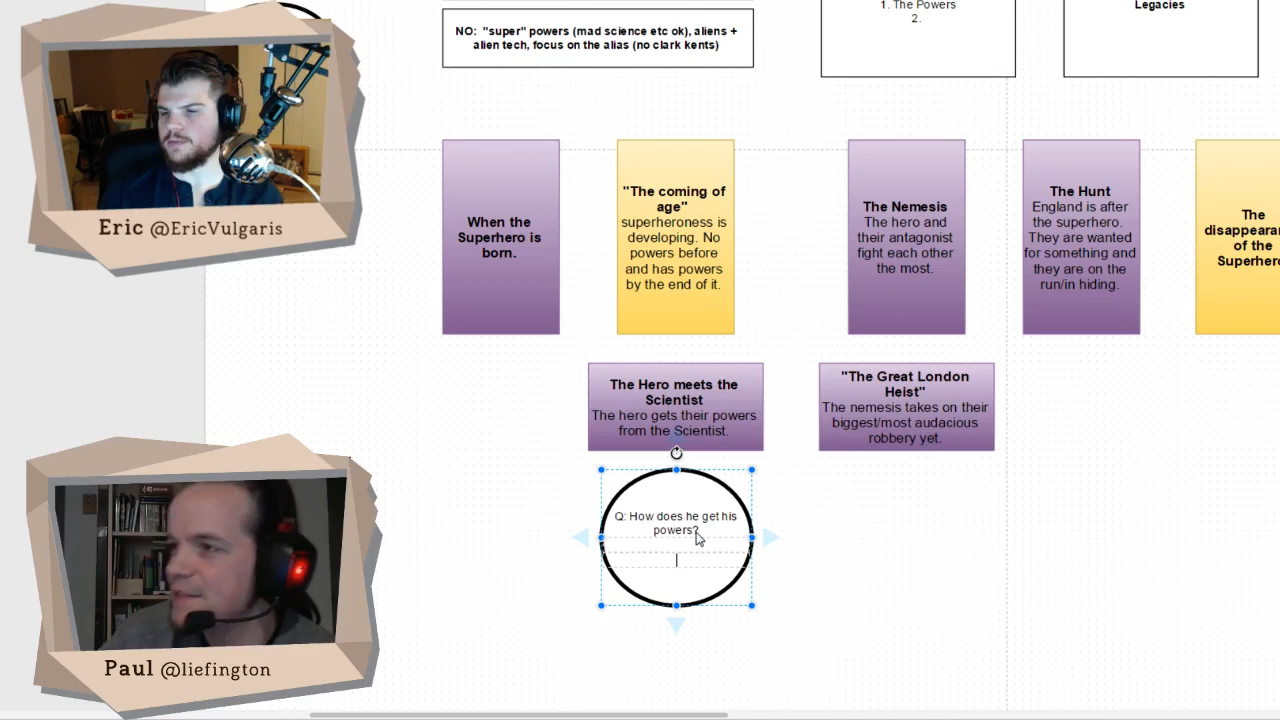 1. The Powers
2.
Legacies
NO: "super" powers (mad science etc ok), aliens +
alien tech, focus on the alias (no clark kents)
Eric @EricVulgaris
When the
Superhero is
born.
"The coming of
age"
superheroness is
developing. No
powers before
and has powers
by the end of it.
The Nemesis
The hero and
their antagonist
fight each other
the most.
The Hunt
England is after
the superhero.
They are wanted
for something and
they are on the
run/in hiding.
The
of the
The Hero meets the
Scientist
The hero gets their powers
from the Scientist.
"The Great London
Heist"
The nemesis takes on their
biggest/most audacious
robbery yet.
Q: How does he get his
powers?
Paul @liefington